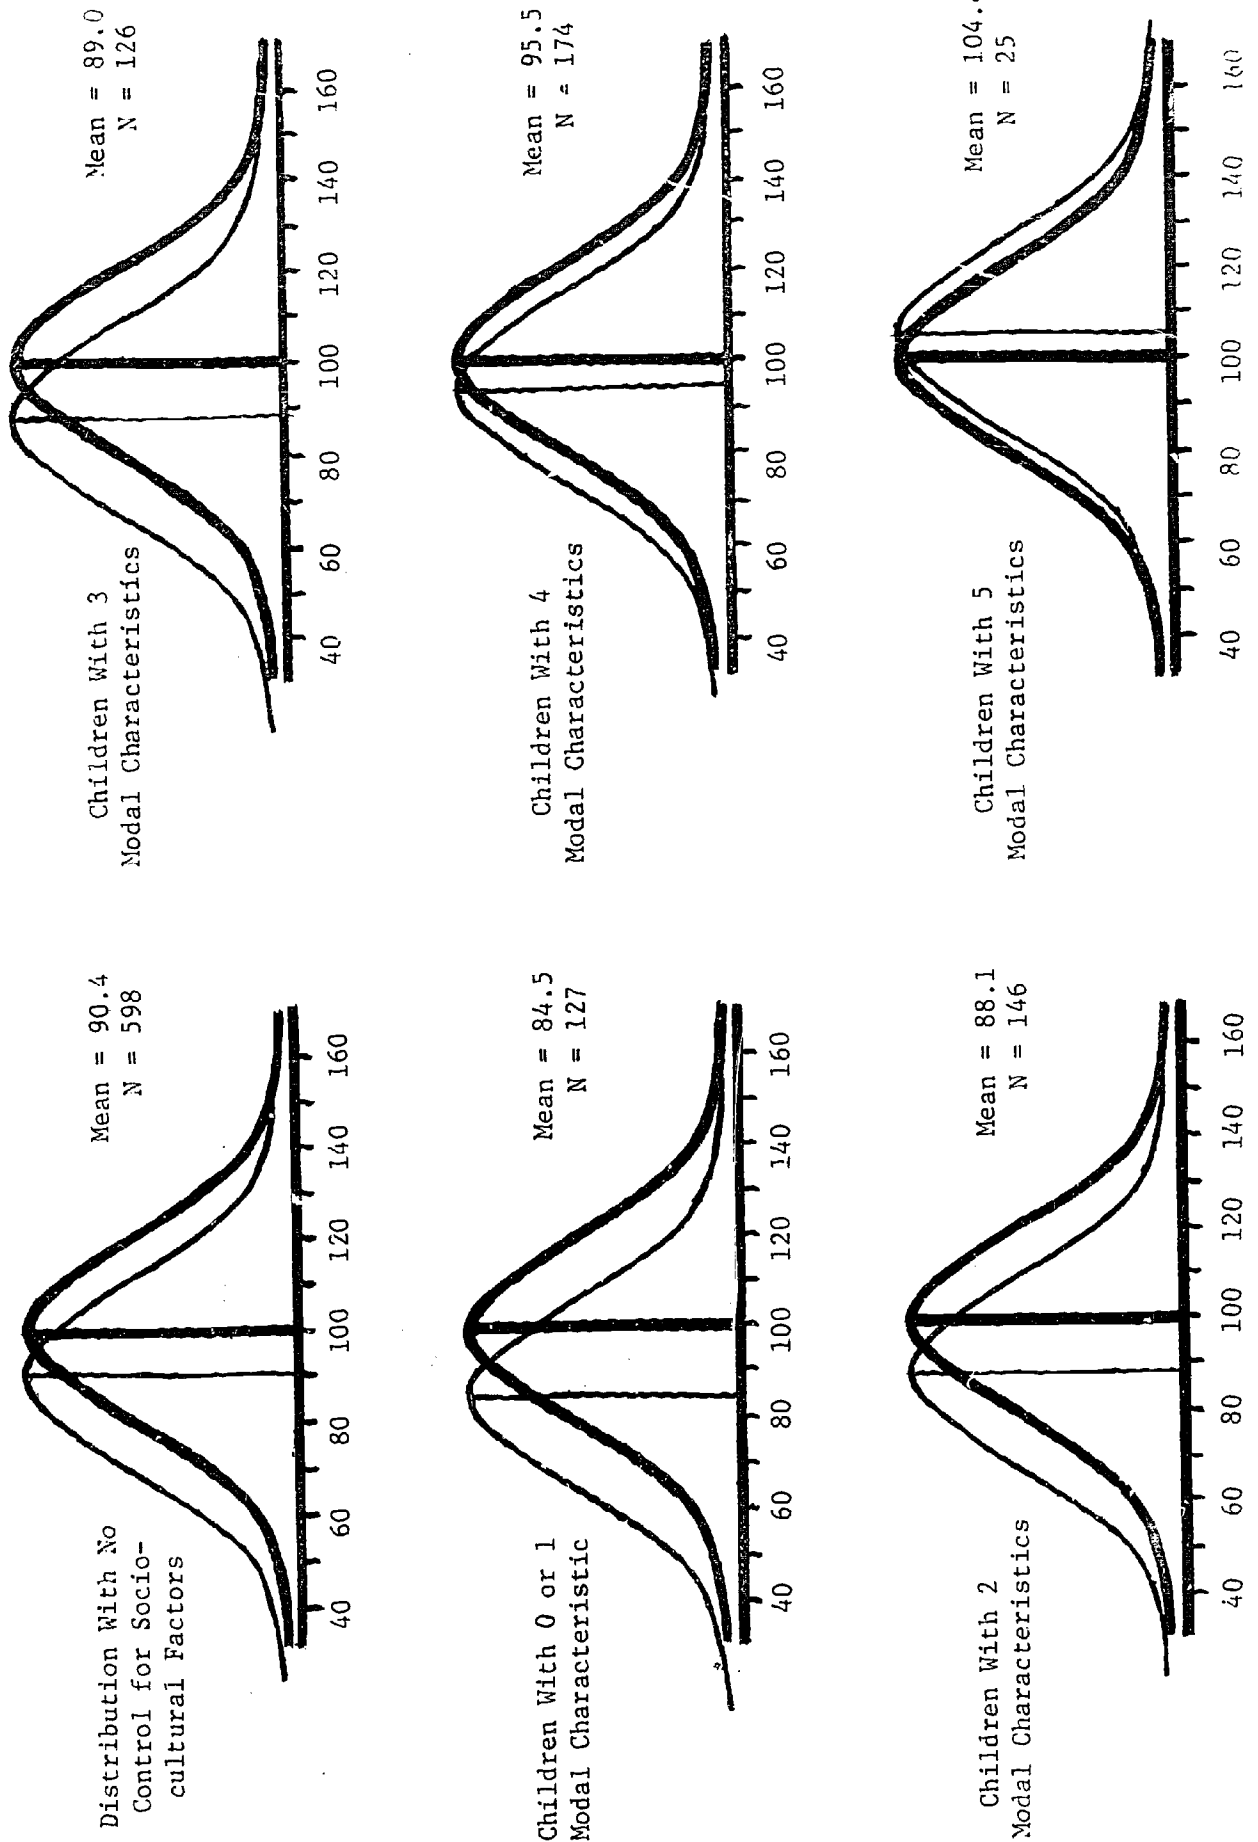 Distribution With No
Control for Socio-
cultural Factors
Mean = 90.4
N = 598
40 60 80 100 120 140 160
Children With 0 or 1
Modal Characteristic
Mean = 84.5
N = 127
40 60 80 100 120 140 160
Children With 2
Modal Characteristics
Mean = 88.1
N = 146
40 60 80 100 120 140 160
Children With 3
Modal Characteristics
Mean = 89.0
N = 126
40 60 80 100 120 140 160
Children With 4
Modal Characteristics
Mean = 95.5
N = 174
40 60 80 100 120 140 160
Children With 5
Modal Characteristics
Mean = 104.
N = 25
40 60 80 100 120 140 160